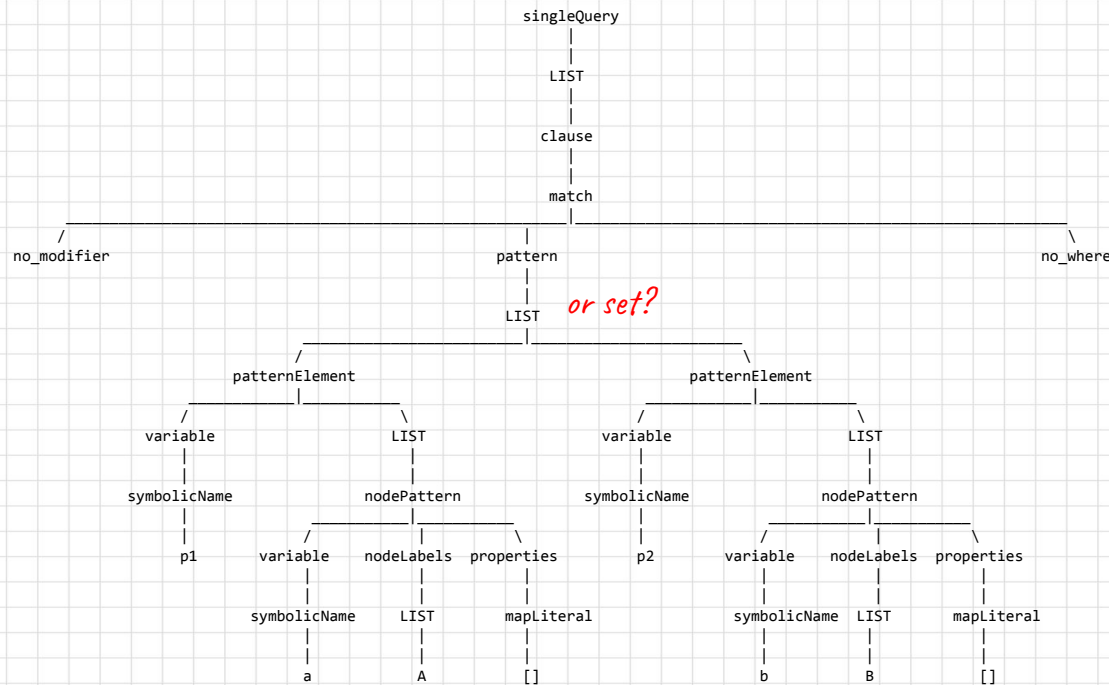 singleQuery
LIST
clause
match
no_modifier pattern no_where
or set?
LIST
patternElement patternElement
variable LIST variable LIST
symbolicName nodePattern symbolicName nodePattern
p1 variable nodeLabels properties p2 variable nodeLabels properties
symbolicName LIST mapLiteral symbolicName LIST mapLiteral
a A [] b B []